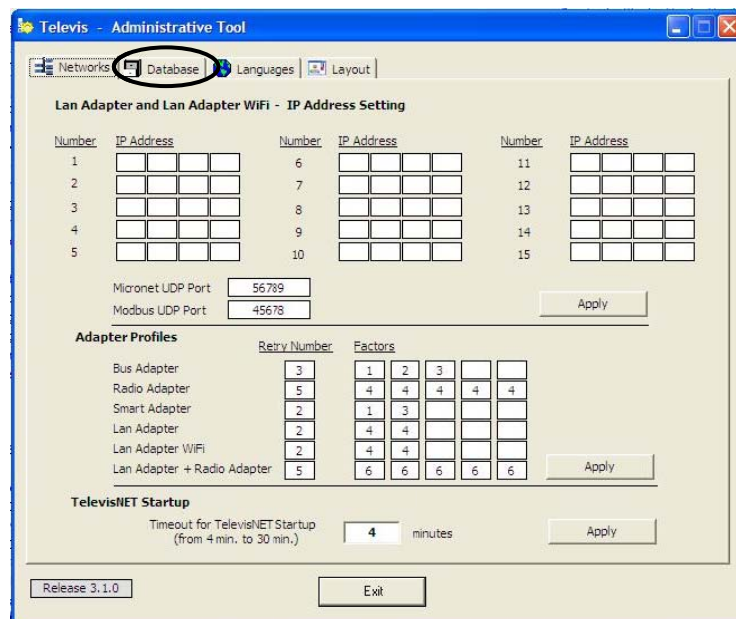 Televis - Administrative Tool
Networks Database Languages Layout
Lan Adapter and Lan Adapter WiFi - IP Address Setting
Number IP Address Number IP Address Number IP Address
1 6 11
2 7 12
3 8 13
4 9 14
5 10 15
Micronet UDP Port 56789
Modbus UDP Port 45678
Apply
Adapter Profiles
Retry Number Factors
Bus Adapter 3 1 2 3
Radio Adapter 5 4 4 4 4 4
Smart Adapter 2 1 3
Lan Adapter 2 4 4
Lan Adapter WiFi 2 4 4
Lan Adapter + Radio Adapter 5 6 6 6 6 6 Apply
TelevisNET Startup
Timeout for TelevisNET Startup
(from 4 min. to 30 min.) 4 minutes Apply
Release 3.1.0 Exit